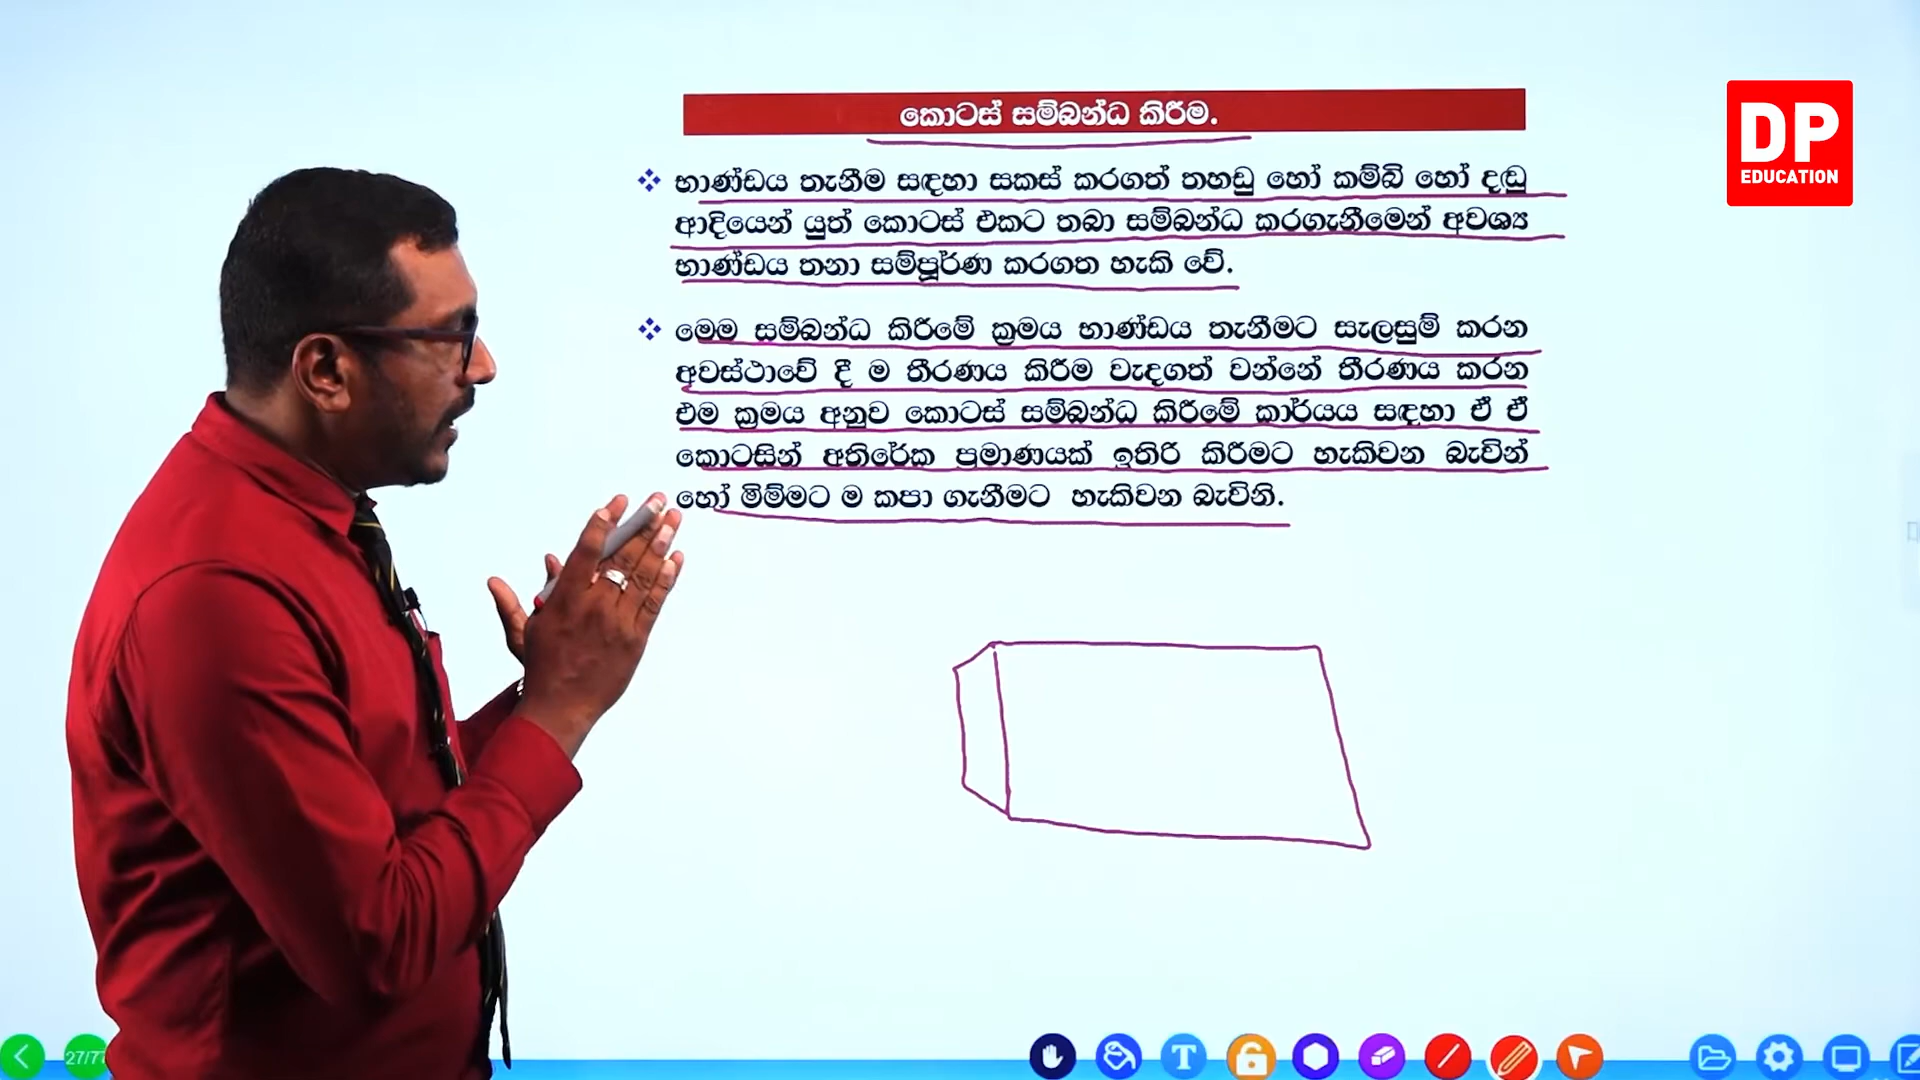 කොටස් සම්බන්ධ කිරීම.
DP
EDUCATION
❖ භාණ්ඩය තැනීම සඳහා සකස් කරගත් තහඩු හෝ කම්බි හෝ දඬු
ආදියෙන් යුත් කොටස් එකට තබා සම්බන්ධ කරගැනීමෙන් අවශ්‍ය
භාණ්ඩය තනා සම්පූර්ණ කරගත හැකි වේ.
❖ මෙම සම්බන්ධ කිරීමේ ක්‍රමය භාණ්ඩය තැනීමට සැලසුම් කරන
අවස්ථාවේ දී ම තීරණය කිරීම වැදගත් වන්නේ තීරණය කරන
එම ක්‍රමය අනුව කොටස් සම්බන්ධ කිරීමේ කාර්යය සඳහා ඒ ඒ
කොටසින් අතිරේක ප්‍රමාණයක් ඉතිරි කිරීමට හැකිවන බැවින්
හෝ මිම්මට ම කපා ගැනීමට හැකිවන බැවිනි.
27/77
T